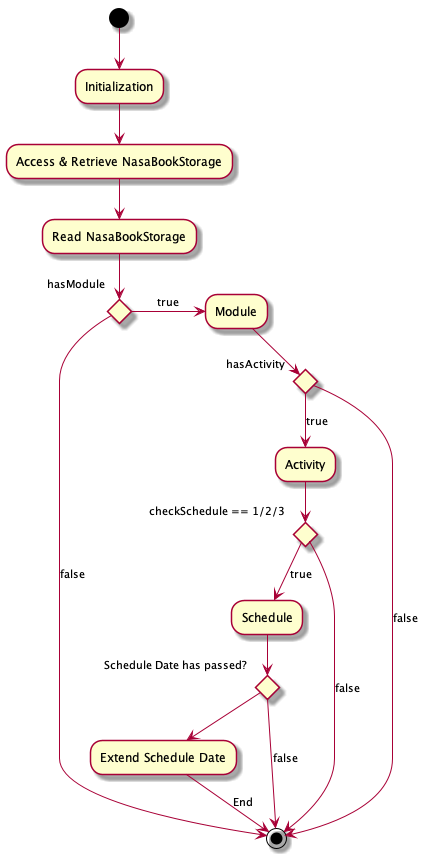 Initialization
Access & Retrieve NasaBookStorage
Read NasaBookStorage
hasModule
true
Module
hasActivity
true
Activity
checkSchedule == 1/2/3
true
false
Schedule
false
Schedule Date has passed?
false
Extend Schedule Date
false
End